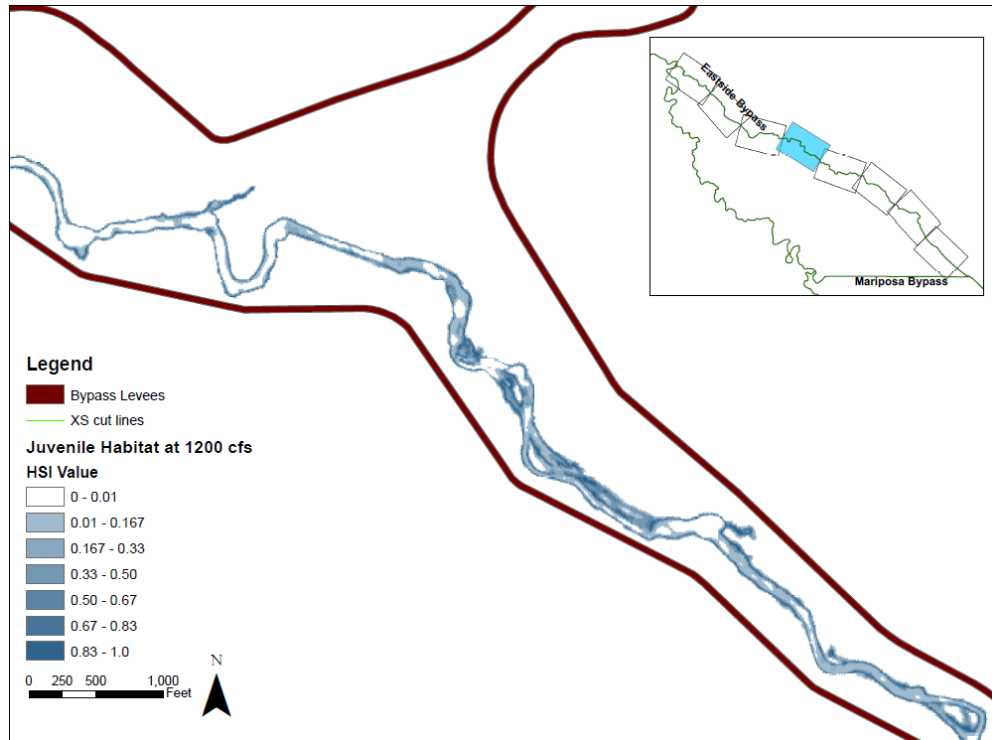 Eastside Bypass
Mariposa Bypass
Legend
Bypass Levees
XS cut lines
Juvenile Habitat at 1200 cfs
HSI Value
0 - 0.01
0.01 - 0.167
0.167 - 0.33
0.33 - 0.50
0.50 - 0.67
0.67 - 0.83
0.83 - 1.0
N
0 250 500 1,000
Feet